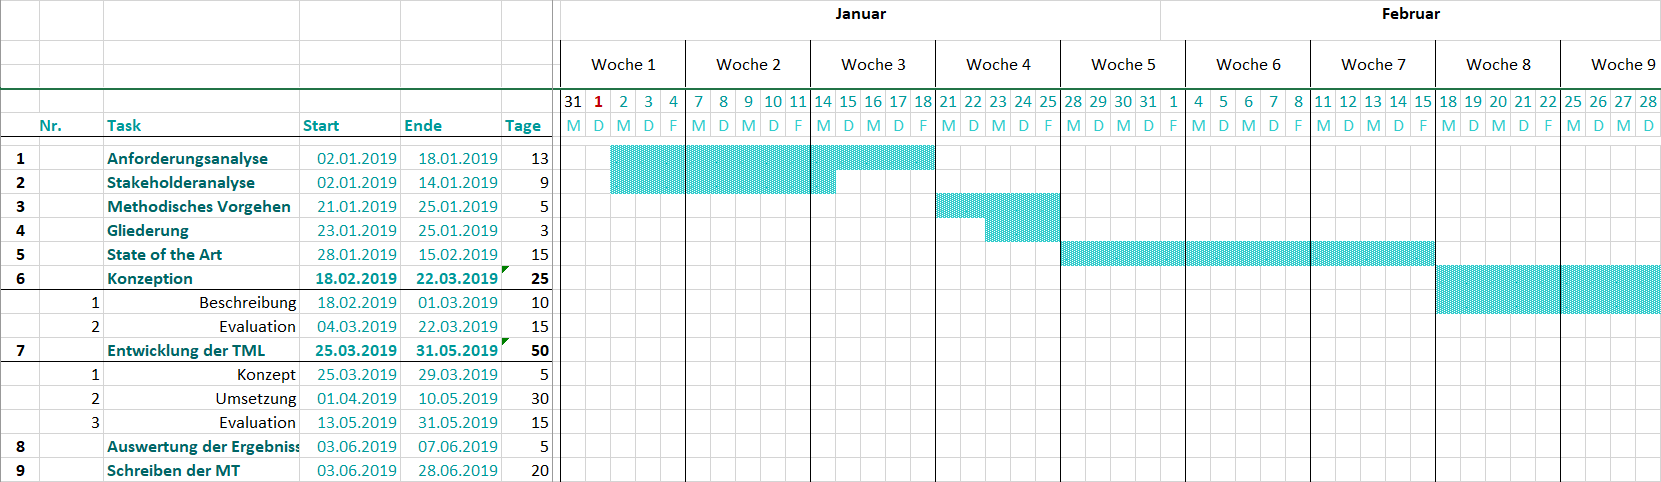 Januar Februar
Woche 1 Woche 2 Woche 3 Woche 4 Woche 5 Woche 6 Woche 7 Woche 8 Woche 9
31 1 2 3 4 7 8 9 10 11 14 15 16 17 18 21 22 23 24 25 28 29 30 31 1 4 5 6 7 8 11 12 13 14 15 18 19 20 21 22 25 26 27 28
Nr. Task Start Ende Tage M D M D F M D M D F M D M D F M D M D F M D M D F M D M D F M D M D F M D M D F M D M D
1 Anforderungsanalyse 02.01.2019 18.01.2019 13
2 Stakeholderanalyse 02.01.2019 14.01.2019 9
3 Methodisches Vorgehen 21.01.2019 25.01.2019 5
4 Gliederung 23.01.2019 25.01.2019 3
5 State of the Art 28.01.2019 15.02.2019 15
6 Konzeption 18.02.2019 22.03.2019 25
1 Beschreibung 18.02.2019 01.03.2019 10
2 Evaluation 04.03.2019 22.03.2019 15
7 Entwicklung der TML 25.03.2019 31.05.2019 50
1 Konzept 25.03.2019 29.03.2019 5
2 Umsetzung 01.04.2019 10.05.2019 30
3 Evaluation 13.05.2019 31.05.2019 15
8 Auswertung der Ergebniss 03.06.2019 07.06.2019 5
9 Schreiben der MT 03.06.2019 28.06.2019 20